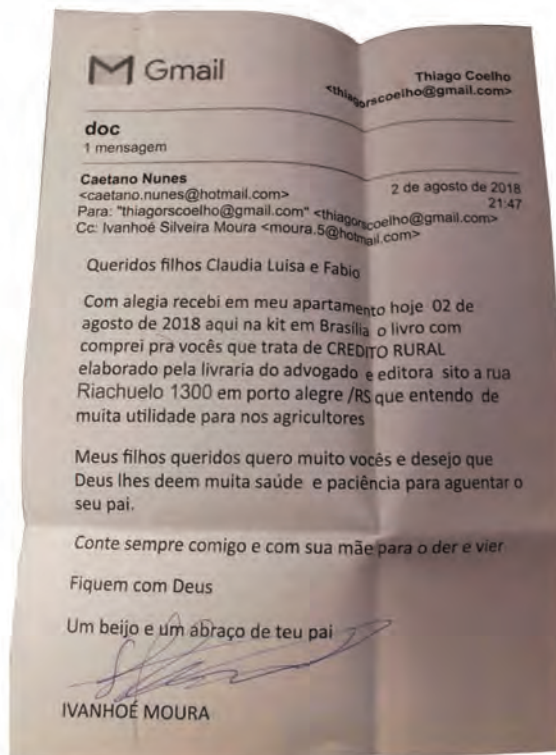 Gmail
Thiago Coelho
<thiagorscoelho@gmail.com>
doc
1 mensagem
Caetano Nunes
<caetano.nunes@hotmail.com>
2 de agosto de 2018
21:47
Para: "thiagorscoelho@gmail.com" <thiagorscoelho@gmail.com>
Cc: Ivanhoé Silveira Moura <moura.5@hotmail.com>
Queridos filhos Claudia Luisa e Fabio
Com alegia recebi em meu apartamento hoje 02 de
agosto de 2018 aqui na kit em Brasília o livro com
comprei pra vocês que trata de CREDITO RURAL
elaborado pela livraria do advogado e editora sito a rua
Riachuelo 1300 em porto alegre /RS que entendo de
muita utilidade para nos agricultores
Meus filhos queridos quero muito vocês e desejo que
Deus lhes deem muita saúde e paciência para aguentar o
seu pai.
Conte sempre comigo e com sua mãe para o der e vier
Fiquem com Deus
Um beijo e um abraço de teu pai
IVANHOÉ MOURA